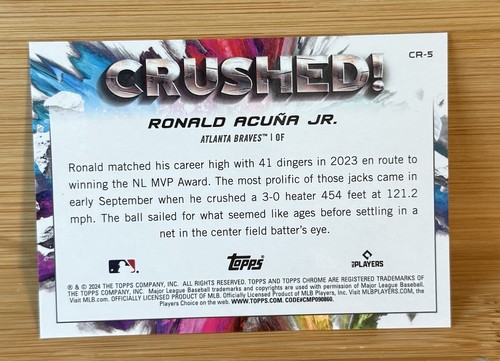 CR-5
CRUSHED!
RONALD ACUÑA JR.
ATLANTA BRAVES™ | OF
Ronald matched his career high with 41 dingers in 2023 en route to
winning the NL MVP Award. The most prolific of those jacks came in
early September when he crushed a 3-0 heater 454 feet at 121.2
mph. The ball sailed for what seemed like ages before settling in a
net in the center field batter's eye.
topps®
MLB PLAYERS
® & © 2024 THE TOPPS COMPANY, INC. ALL RIGHTS RESERVED. TOPPS AND TOPPS CHROME ARE REGISTERED TRADEMARKS OF
THE TOPPS COMPANY, INC. Major League Baseball trademarks and copyrights are used with permission of Major League Baseball.
Visit MLB.com. OFFICIALLY LICENSED PRODUCT OF MLB Players, Inc. Visit MLBPLAYERS.COM, the
Players Choice on the web. WWW.TOPPS.COM. CODE#CMP090860.